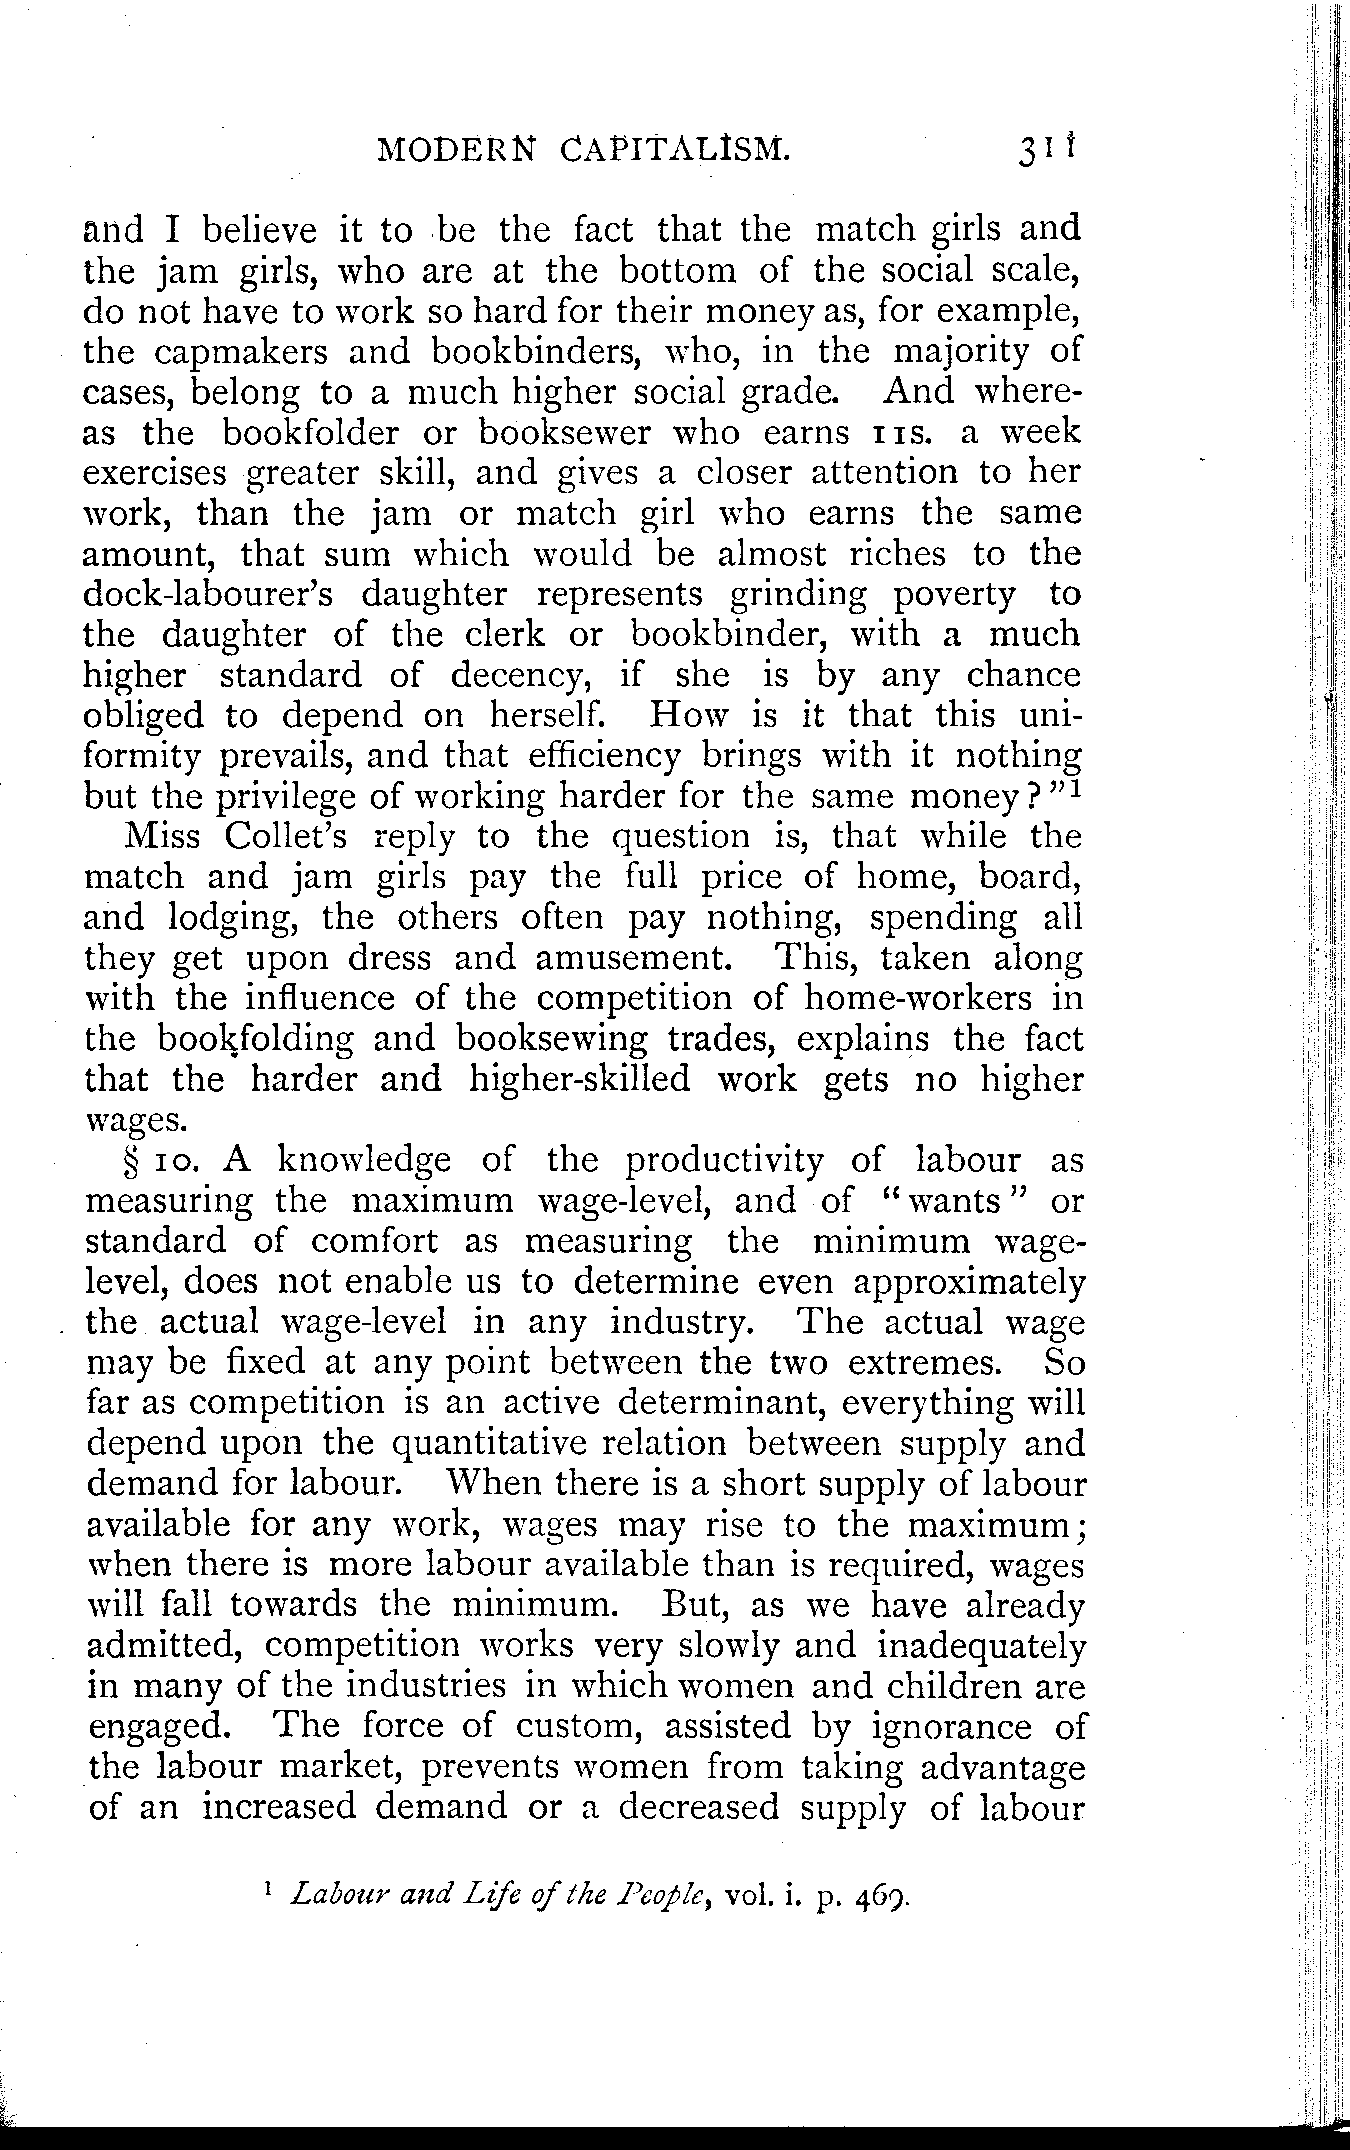 MODERN CAPITALISM. 311
and I believe it to be the fact that the match girls and
the jam girls, who are at the bottom of the social scale,
do not have to work so hard for their money as, for example,
the capmakers and bookbinders, who, in the majority of
cases, belong to a much higher social grade. And where-
as the bookfolder or booksewer who earns 11s. a week
exercises greater skill, and gives a closer attention to her
work, than the jam or match girl who earns the same
amount, that sum which would be almost riches to the
dock-labourer's daughter represents grinding poverty to
the daughter of the clerk or bookbinder, with a much
higher standard of decency, if she is by any chance
obliged to depend on herself. How is it that this uni-
formity prevails, and that efficiency brings with it nothing
but the privilege of working harder for the same money?"¹
Miss Collet's reply to the question is, that while the
match and jam girls pay the full price of home, board,
and lodging, the others often pay nothing, spending all
they get upon dress and amusement. This, taken along
with the influence of the competition of home-workers in
the bookfolding and booksewing trades, explains the fact
that the harder and higher-skilled work gets no higher
wages.
§ 10. A knowledge of the productivity of labour as
measuring the maximum wage-level, and of "wants" or
standard of comfort as measuring the minimum wage-
level, does not enable us to determine even approximately
the actual wage-level in any industry. The actual wage
may be fixed at any point between the two extremes. So
far as competition is an active determinant, everything will
depend upon the quantitative relation between supply and
demand for labour. When there is a short supply of labour
available for any work, wages may rise to the maximum;
when there is more labour available than is required, wages
will fall towards the minimum. But, as we have already
admitted, competition works very slowly and inadequately
in many of the industries in which women and children are
engaged. The force of custom, assisted by ignorance of
the labour market, prevents women from taking advantage
of an increased demand or a decreased supply of labour
¹ Labour and Life of the People, vol. i. p. 469.